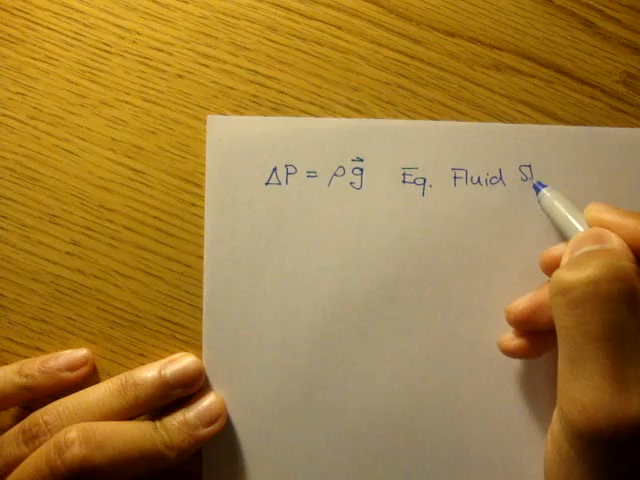 ΔP = ρg⃗ Eq. Fluid